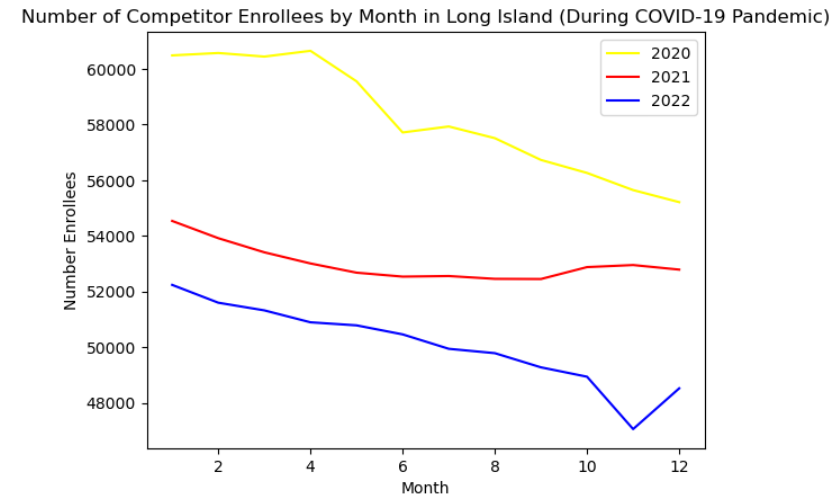 Number of Competitor Enrollees by Month in Long Island (During COVID-19 Pandemic)
2020
2021
2022
60000
58000
56000
54000
52000
50000
48000
Number Enrollees
2 4 6 8 10 12
Month